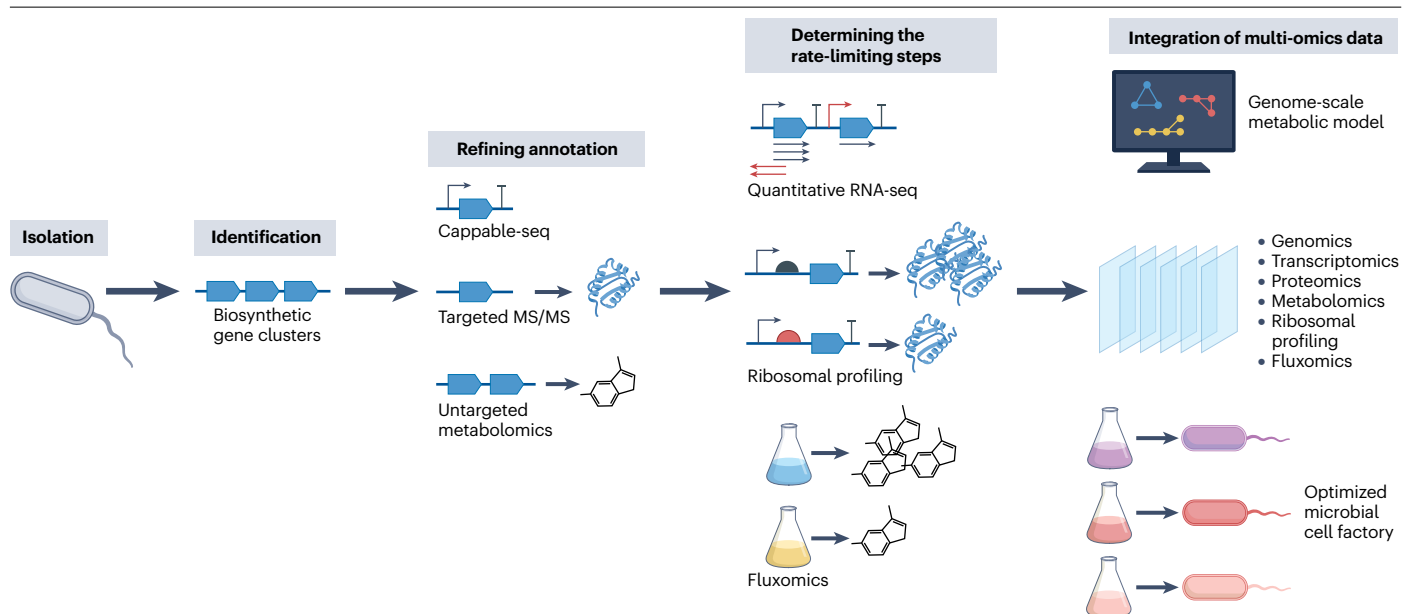 Isolation
Identification
Biosynthetic
gene clusters
Refining annotation
Cappable-seq
Targeted MS/MS
Untargeted
metabolomics
Determining the
rate-limiting steps
Quantitative RNA-seq
Ribosomal profiling
Fluxomics
Integration of multi-omics data
Genome-scale
metabolic model
• Genomics
• Transcriptomics
• Proteomics
• Metabolomics
• Ribosomal
profiling
• Fluxomics
Optimized
microbial
cell factory